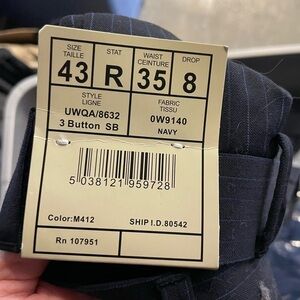 SIZE TAILLE STAT WAIST CEINTURE DROP
43 R 35 8
STYLE LIGNE FABRIC TISSU
UWQA/8632 0W9140
3 Button SB NAVY
5 038121 959728
Color:M412 SHIP I.D.80542
Rn 107951